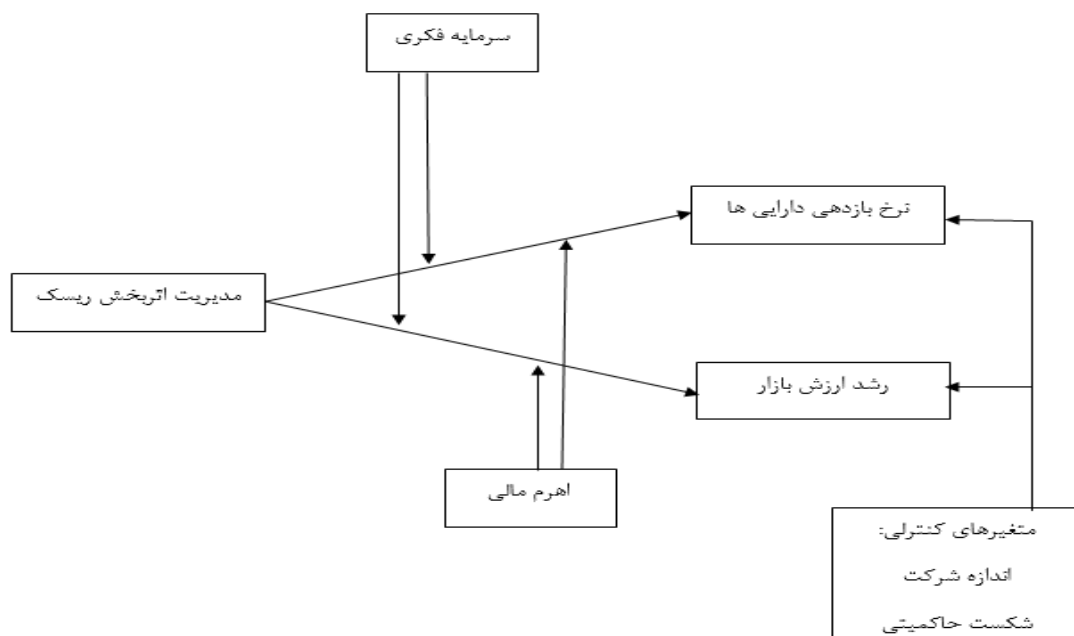 سرمایه فکری
نرخ بازدهی دارایی ها
مدیریت اثربخش ریسک
رشد ارزش بازار
اهرم مالی
متغیرهای کنترلی:
اندازه شرکت
شکست حاکمیتی